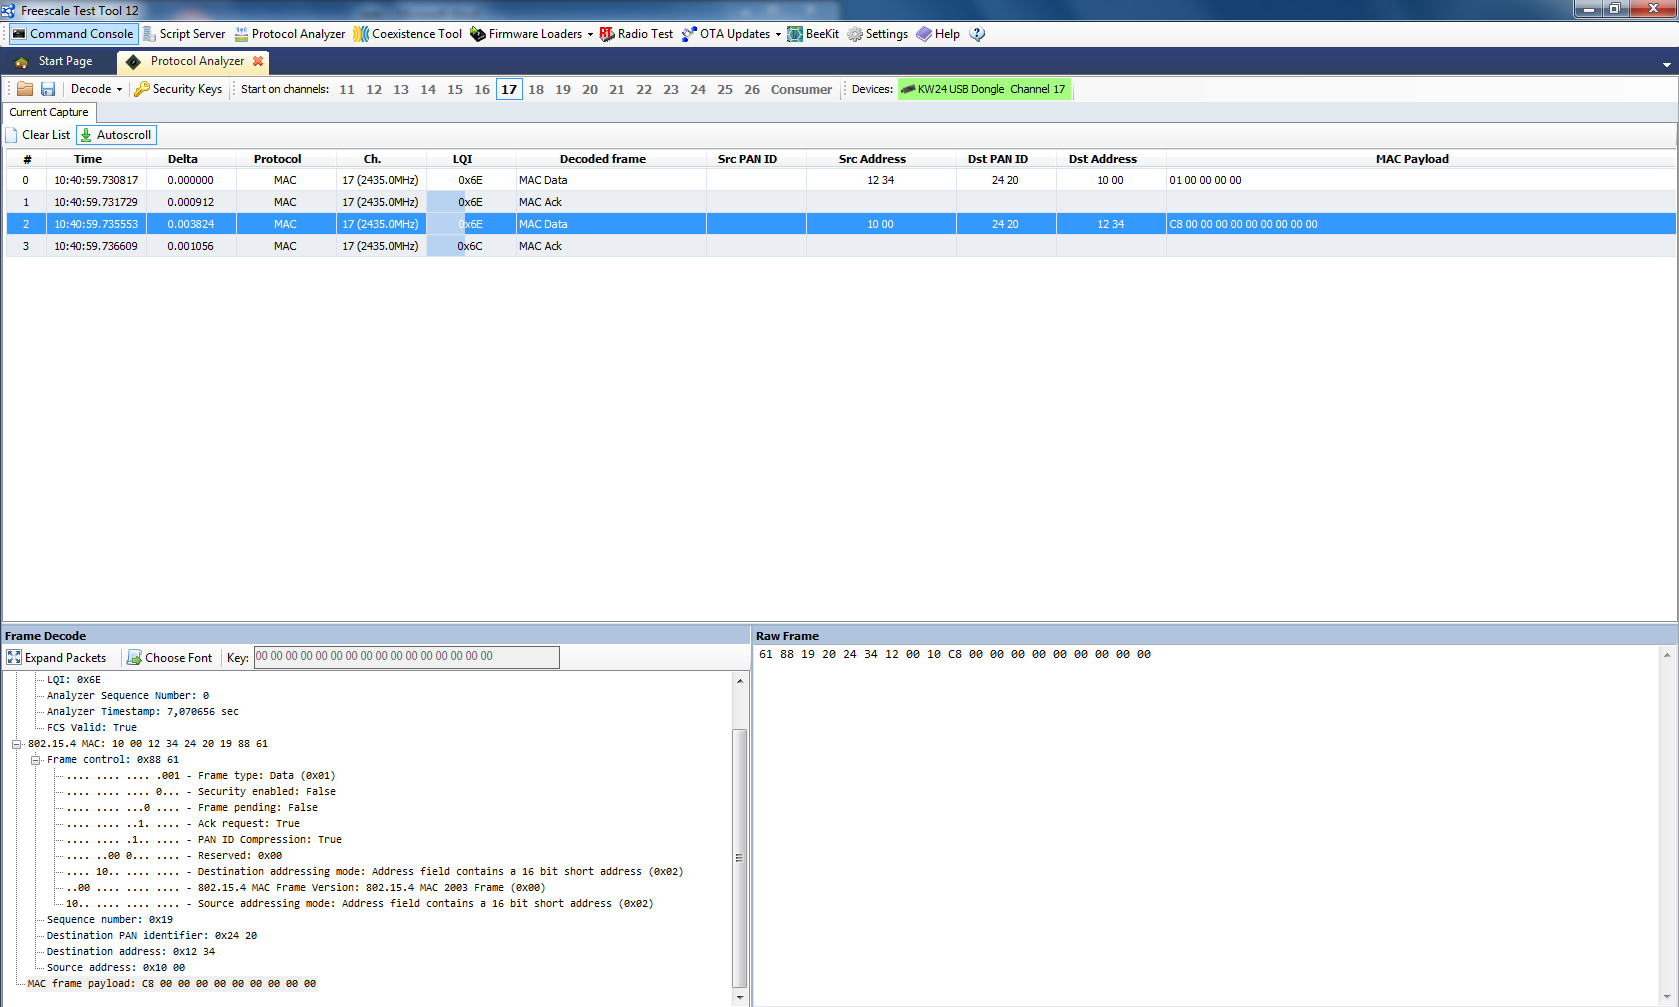 Freescale Test Tool 12
Command Console Script Server Protocol Analyzer Coexistence Tool Firmware Loaders Radio Test OTA Updates BeeKit Settings Help
Start Page Protocol Analyzer
Decode Security Keys Start on channels: 11 12 13 14 15 16 17 18 19 20 21 22 23 24 25 26 Consumer Devices: KW24 USB Dongle Channel 17
Current Capture
Clear List Autoscroll
# Time Delta Protocol Ch. LQI Decoded frame Src PAN ID Src Address Dst PAN ID Dst Address MAC Payload
0 10:40:59.730817 0.000000 MAC 17 (2435.0MHz) 0x6E MAC Data 12 34 24 20 10 00 01 00 00 00 00
1 10:40:59.731729 0.000912 MAC 17 (2435.0MHz) 0x6E MAC Ack
2 10:40:59.735553 0.003824 MAC 17 (2435.0MHz) 0x6E MAC Data 10 00 24 20 12 34 C8 00 00 00 00 00 00 00 00 00
3 10:40:59.736609 0.001056 MAC 17 (2435.0MHz) 0x6C MAC Ack
Frame Decode
Expand Packets Choose Font Key: 00 00 00 00 00 00 00 00 00 00 00 00 00 00 00 00
LQI: 0x6E
Analyzer Sequence Number: 0
Analyzer Timestamp: 7,070656 sec
FCS Valid: True
802.15.4 MAC: 10 00 12 34 24 20 19 88 61
Frame control: 0x88 61
.... .... .... .001 - Frame type: Data (0x01)
.... .... .... 0... - Security enabled: False
.... .... ...0 .... - Frame pending: False
.... .... ..1. .... - Ack request: True
.... .... .1.. .... - PAN ID Compression: True
.... ..00 0... .... - Reserved: 0x00
.... 10.. .... .... - Destination addressing mode: Address field contains a 16 bit short address (0x02)
..00 .... .... .... - 802.15.4 MAC Frame Version: 802.15.4 MAC 2003 Frame (0x00)
10.. .... .... .... - Source addressing mode: Address field contains a 16 bit short address (0x02)
Sequence number: 0x19
Destination PAN identifier: 0x24 20
Destination address: 0x12 34
Source address: 0x10 00
MAC frame payload: C8 00 00 00 00 00 00 00 00 00
Raw Frame
61 88 19 20 24 34 12 00 10 C8 00 00 00 00 00 00 00 00 00